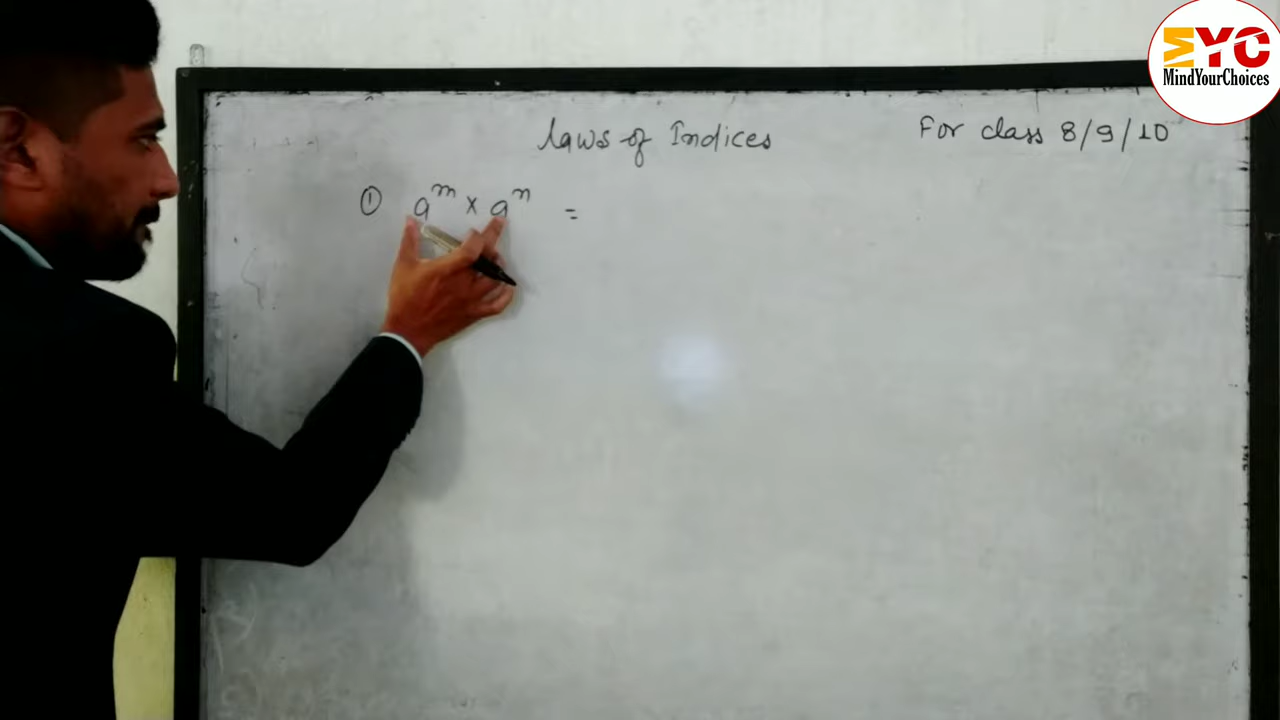 MYC
MindYourChoices
Laws of Indices
For class 8/9/10
① a^m × a^n =